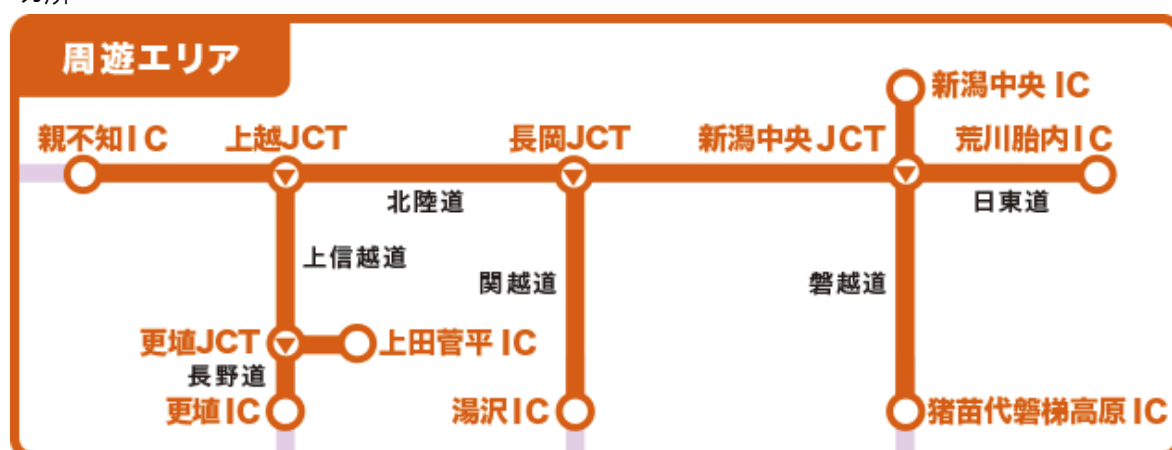 周遊エリア
新潟中央 IC
親不知IC
上越JCT
長岡JCT
新潟中央JCT
荒川胎内IC
北陸道
日東道
上信越道
関越道
磐越道
更埴JCT
上田菅平IC
長野道
更埴IC
湯沢IC
猪苗代磐梯高原IC